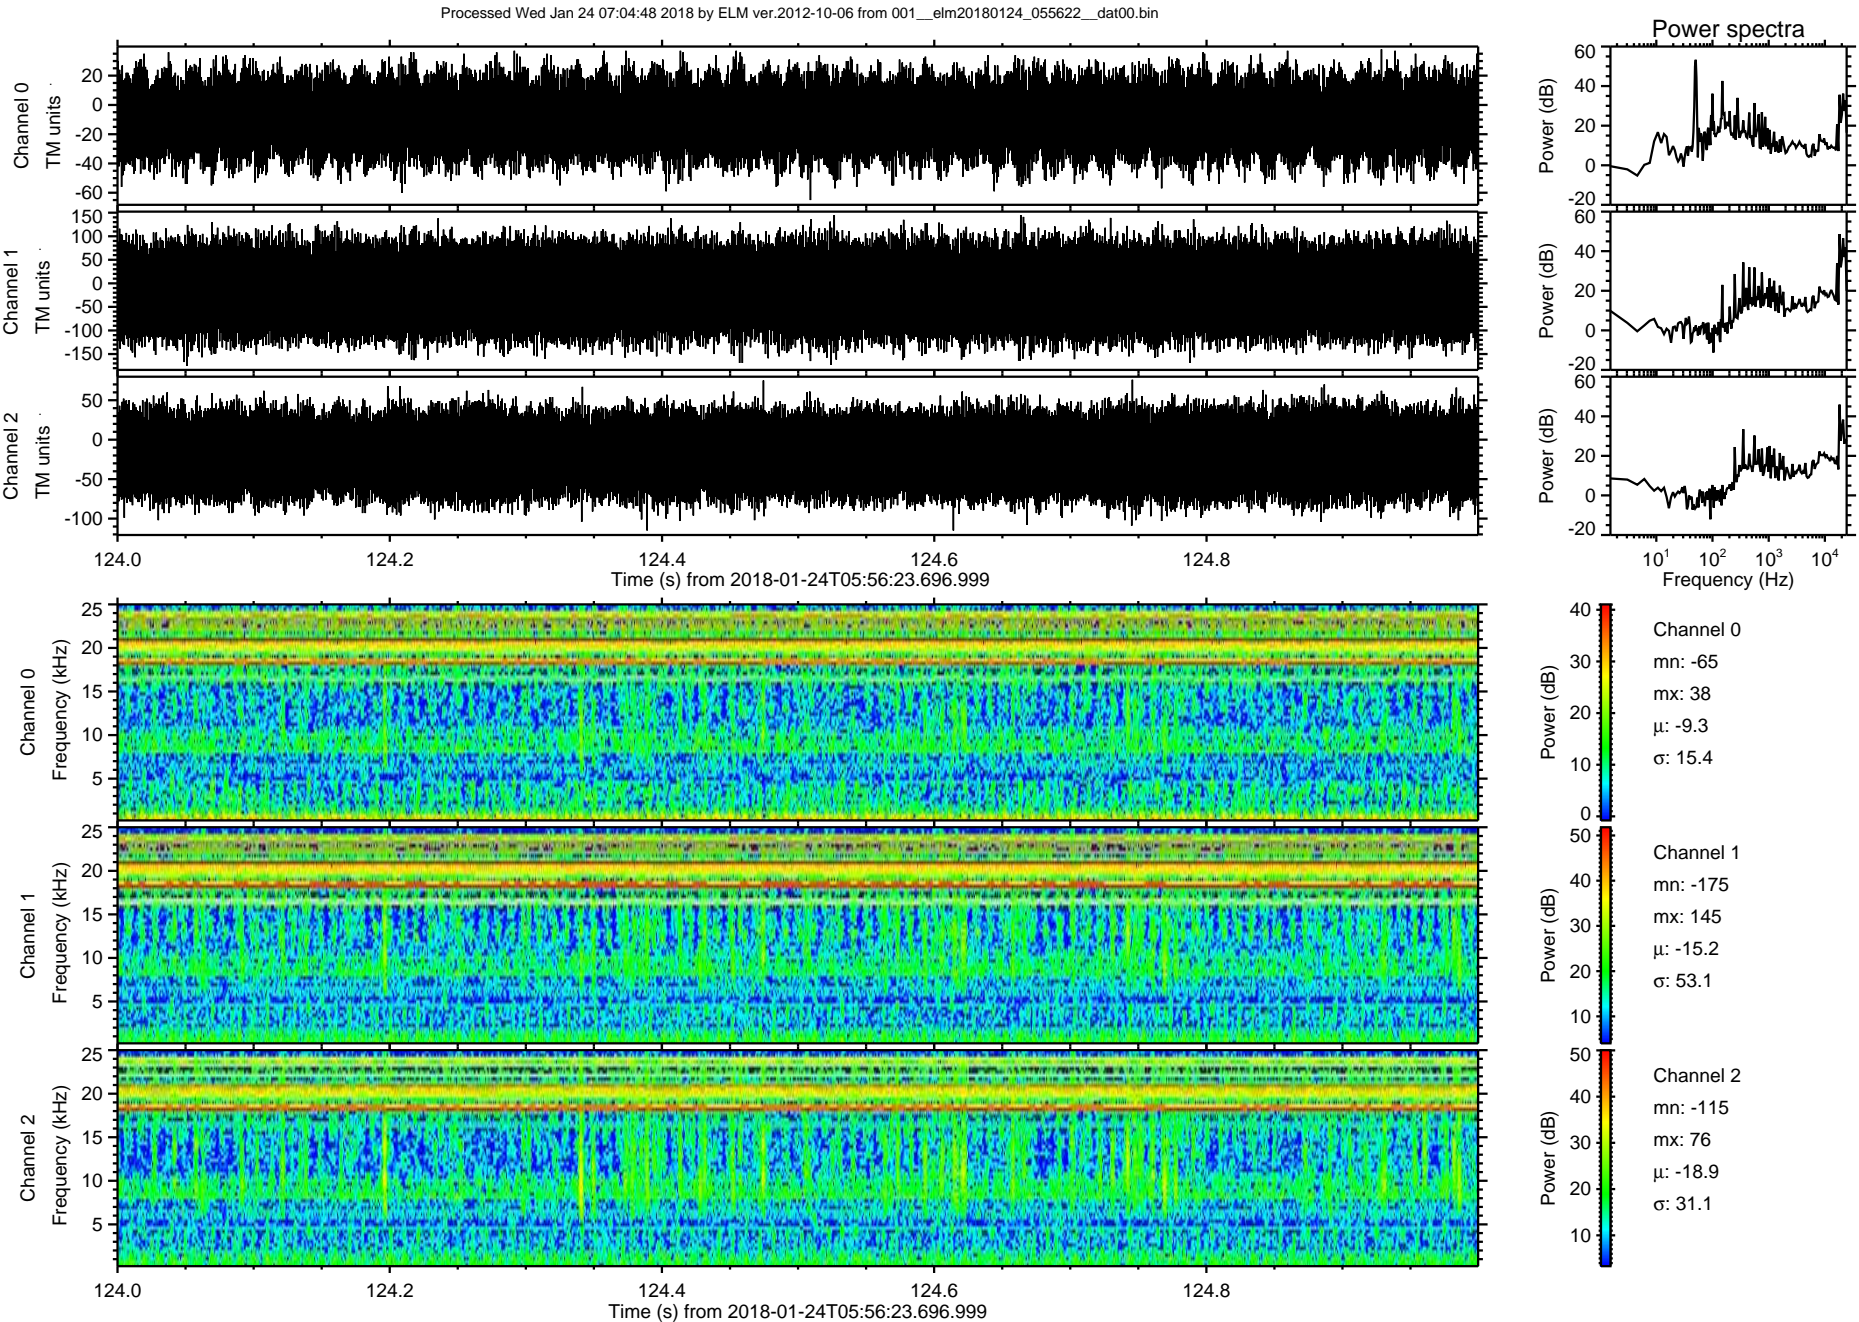 Processed Wed Jan 24 07:04:48 2018 by ELM ver.2012-10-06 from 001__elm20180124_055622__dat00.bin
Power spectra
Channel 0
TM units
20
0
-20
-40
-60
Power (dB)
60
40
20
0
-20
Channel 1
TM units
150
100
50
0
-50
-100
-150
Power (dB)
60
40
20
0
-20
Channel 2
TM units
50
0
-50
-100
Power (dB)
60
40
20
0
-20
124.0 124.2 124.4 124.6 124.8
Time (s) from 2018-01-24T05:56:23.696.999
10¹ 10² 10³ 10⁴
Frequency (Hz)
Channel 0
Frequency (kHz)
25
20
15
10
5
Power (dB)
40
30
20
10
0
Channel 0
mn: -65
mx: 38
μ: -9.3
σ: 15.4
Channel 1
Frequency (kHz)
25
20
15
10
5
Power (dB)
50
40
30
20
10
Channel 1
mn: -175
mx: 145
μ: -15.2
σ: 53.1
Channel 2
Frequency (kHz)
25
20
15
10
5
Power (dB)
50
40
30
20
10
Channel 2
mn: -115
mx: 76
μ: -18.9
σ: 31.1
124.0 124.2 124.4 124.6 124.8
Time (s) from 2018-01-24T05:56:23.696.999